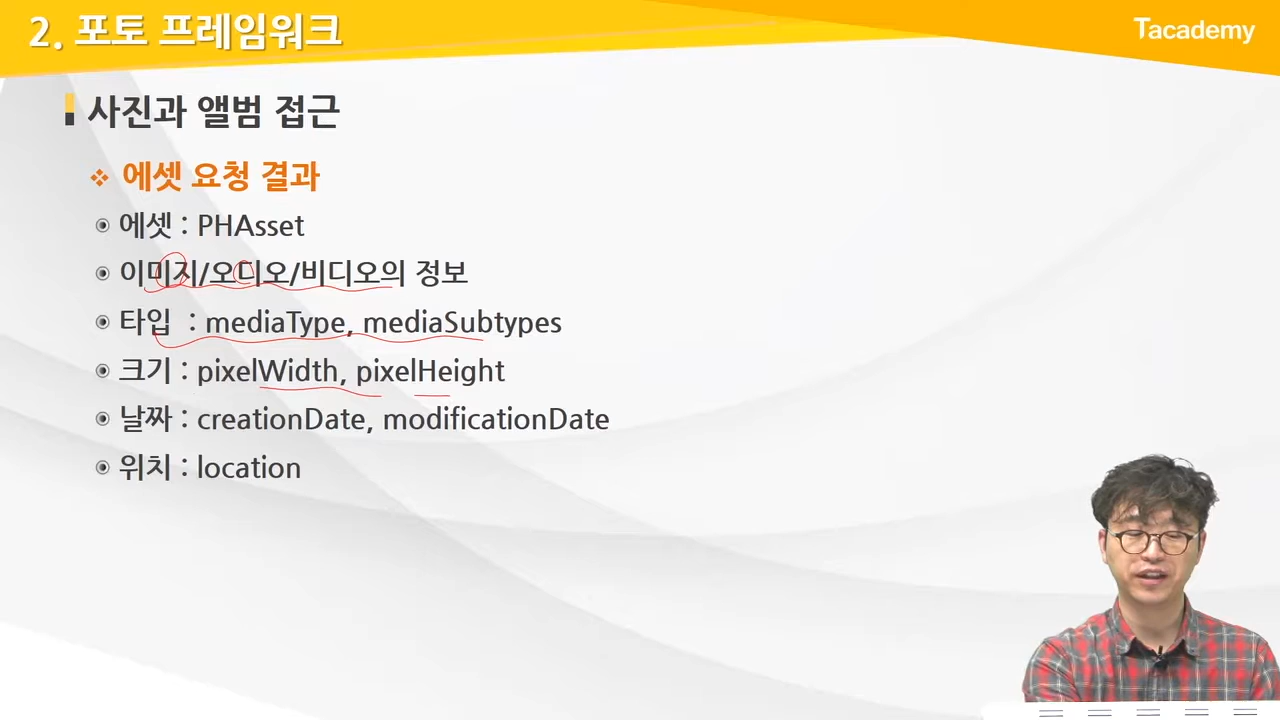 2. 포토 프레임워크
Tacademy
사진과 앨범 접근
에셋 요청 결과
에셋 : PHAsset
이미지/오디오/비디오의 정보
타입 : mediaType, mediaSubtypes
크기 : pixelWidth, pixelHeight
날짜 : creationDate, modificationDate
위치 : location